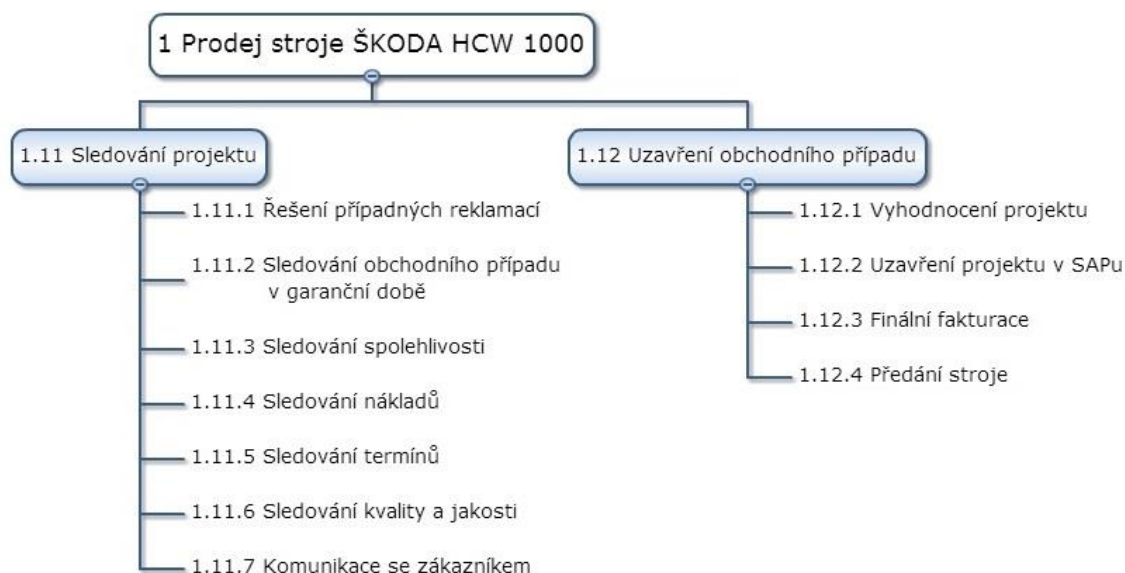 1 Prodej stroje ŠKODA HCW 1000
1.11 Sledování projektu
1.11.1 Řešení případných reklamací
1.11.2 Sledování obchodního případu
v garanční době
1.11.3 Sledování spolehlivosti
1.11.4 Sledování nákladů
1.11.5 Sledování termínů
1.11.6 Sledování kvality a jakosti
1.11.7 Komunikace se zákazníkem
1.12 Uzavření obchodního případu
1.12.1 Vyhodnocení projektu
1.12.2 Uzavření projektu v SAPu
1.12.3 Finální fakturace
1.12.4 Předání stroje